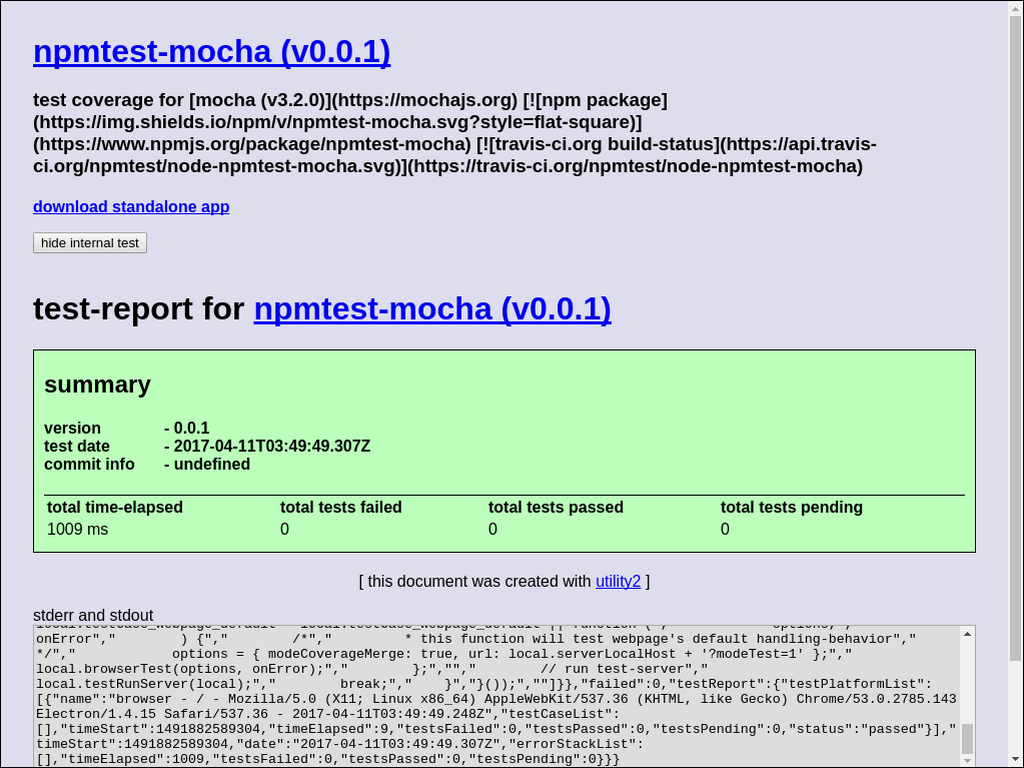 npmtest-mocha (v0.0.1)
test coverage for [mocha (v3.2.0)](https://mochajs.org) [![npm package]
(https://img.shields.io/npm/v/npmtest-mocha.svg?style=flat-square)]
(https://www.npmjs.org/package/npmtest-mocha) [![travis-ci.org build-status](https://api.travis-
ci.org/npmtest/node-npmtest-mocha.svg)](https://travis-ci.org/npmtest/node-npmtest-mocha)
download standalone app
hide internal test
test-report for npmtest-mocha (v0.0.1)
summary
version - 0.0.1
test date - 2017-04-11T03:49:49.307Z
commit info - undefined
total time-elapsed total tests failed total tests passed total tests pending
1009 ms 0 0 0
[ this document was created with utility2 ]
stderr and stdout
local.testCase_webpage_default = local.testCase_webpage_default || function (","            options,","
onError","        ) {","        /*","         * this function will test webpage's default handling-behavior","
*/","            options = { modeCoverageMerge: true, url: local.serverLocalHost + '?modeTest=1' };","
local.browserTest(options, onError);","        };","","        // run test-server","
local.testRunServer(local);","        break;","    }","}());",""]}},"failed":0,"testReport":{"testPlatformList":
[{"name":"browser - / - Mozilla/5.0 (X11; Linux x86_64) AppleWebKit/537.36 (KHTML, like Gecko) Chrome/53.0.2785.143
Electron/1.4.15 Safari/537.36 - 2017-04-11T03:49:49.248Z","testCaseList":
[],"timeStart":1491882589304,"timeElapsed":9,"testsFailed":0,"testsPassed":0,"testsPending":0,"status":"passed"}],"
timeStart":1491882589304,"date":"2017-04-11T03:49:49.307Z","errorStackList":
[],"timeElapsed":1009,"testsFailed":0,"testsPassed":0,"testsPending":0}}}